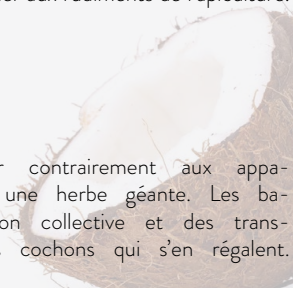 aux rudiments de l'apiculture.
contrairement aux appa-
une herbe géante. Les ba-
on collective et des trans-
cochons qui s'en régalent.